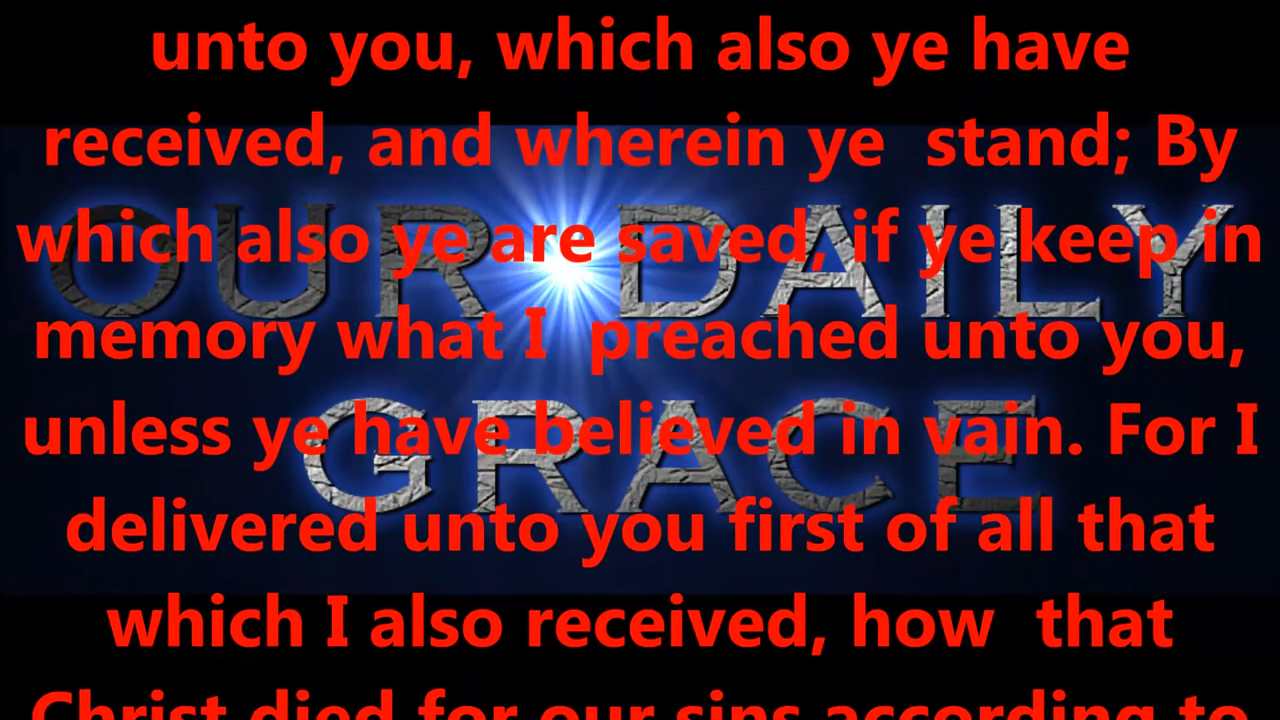 unto you, which also ye have
received, and wherein ye stand; By
which also ye are saved, if ye keep in
memory what I preached unto you,
unless ye have believed in vain. For I
delivered unto you first of all that
which I also received, how that
Christ died for our sins according to
OUR DAILY
GRACE